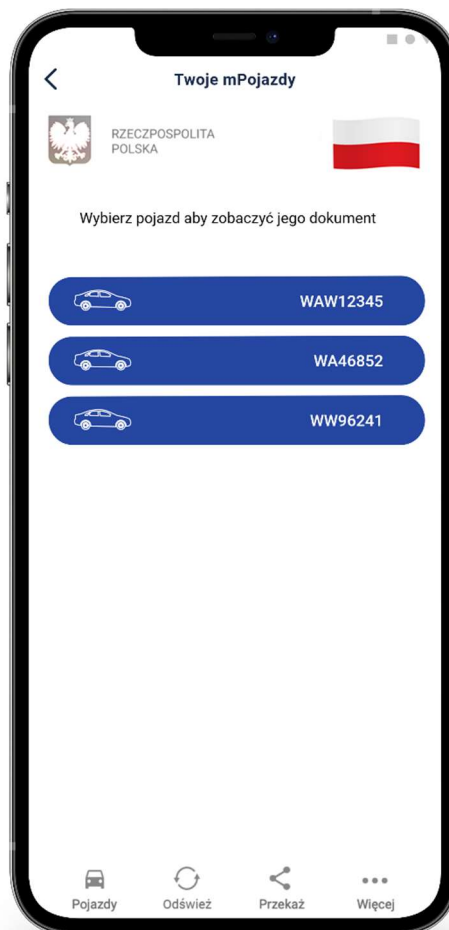 Twoje mPojazdy
RZECZPOSPOLITA
POLSKA
Wybierz pojazd aby zobaczyć jego dokument
WAW12345
WA46852
WW96241
Pojazdy
Odśwież
Przekaż
Więcej